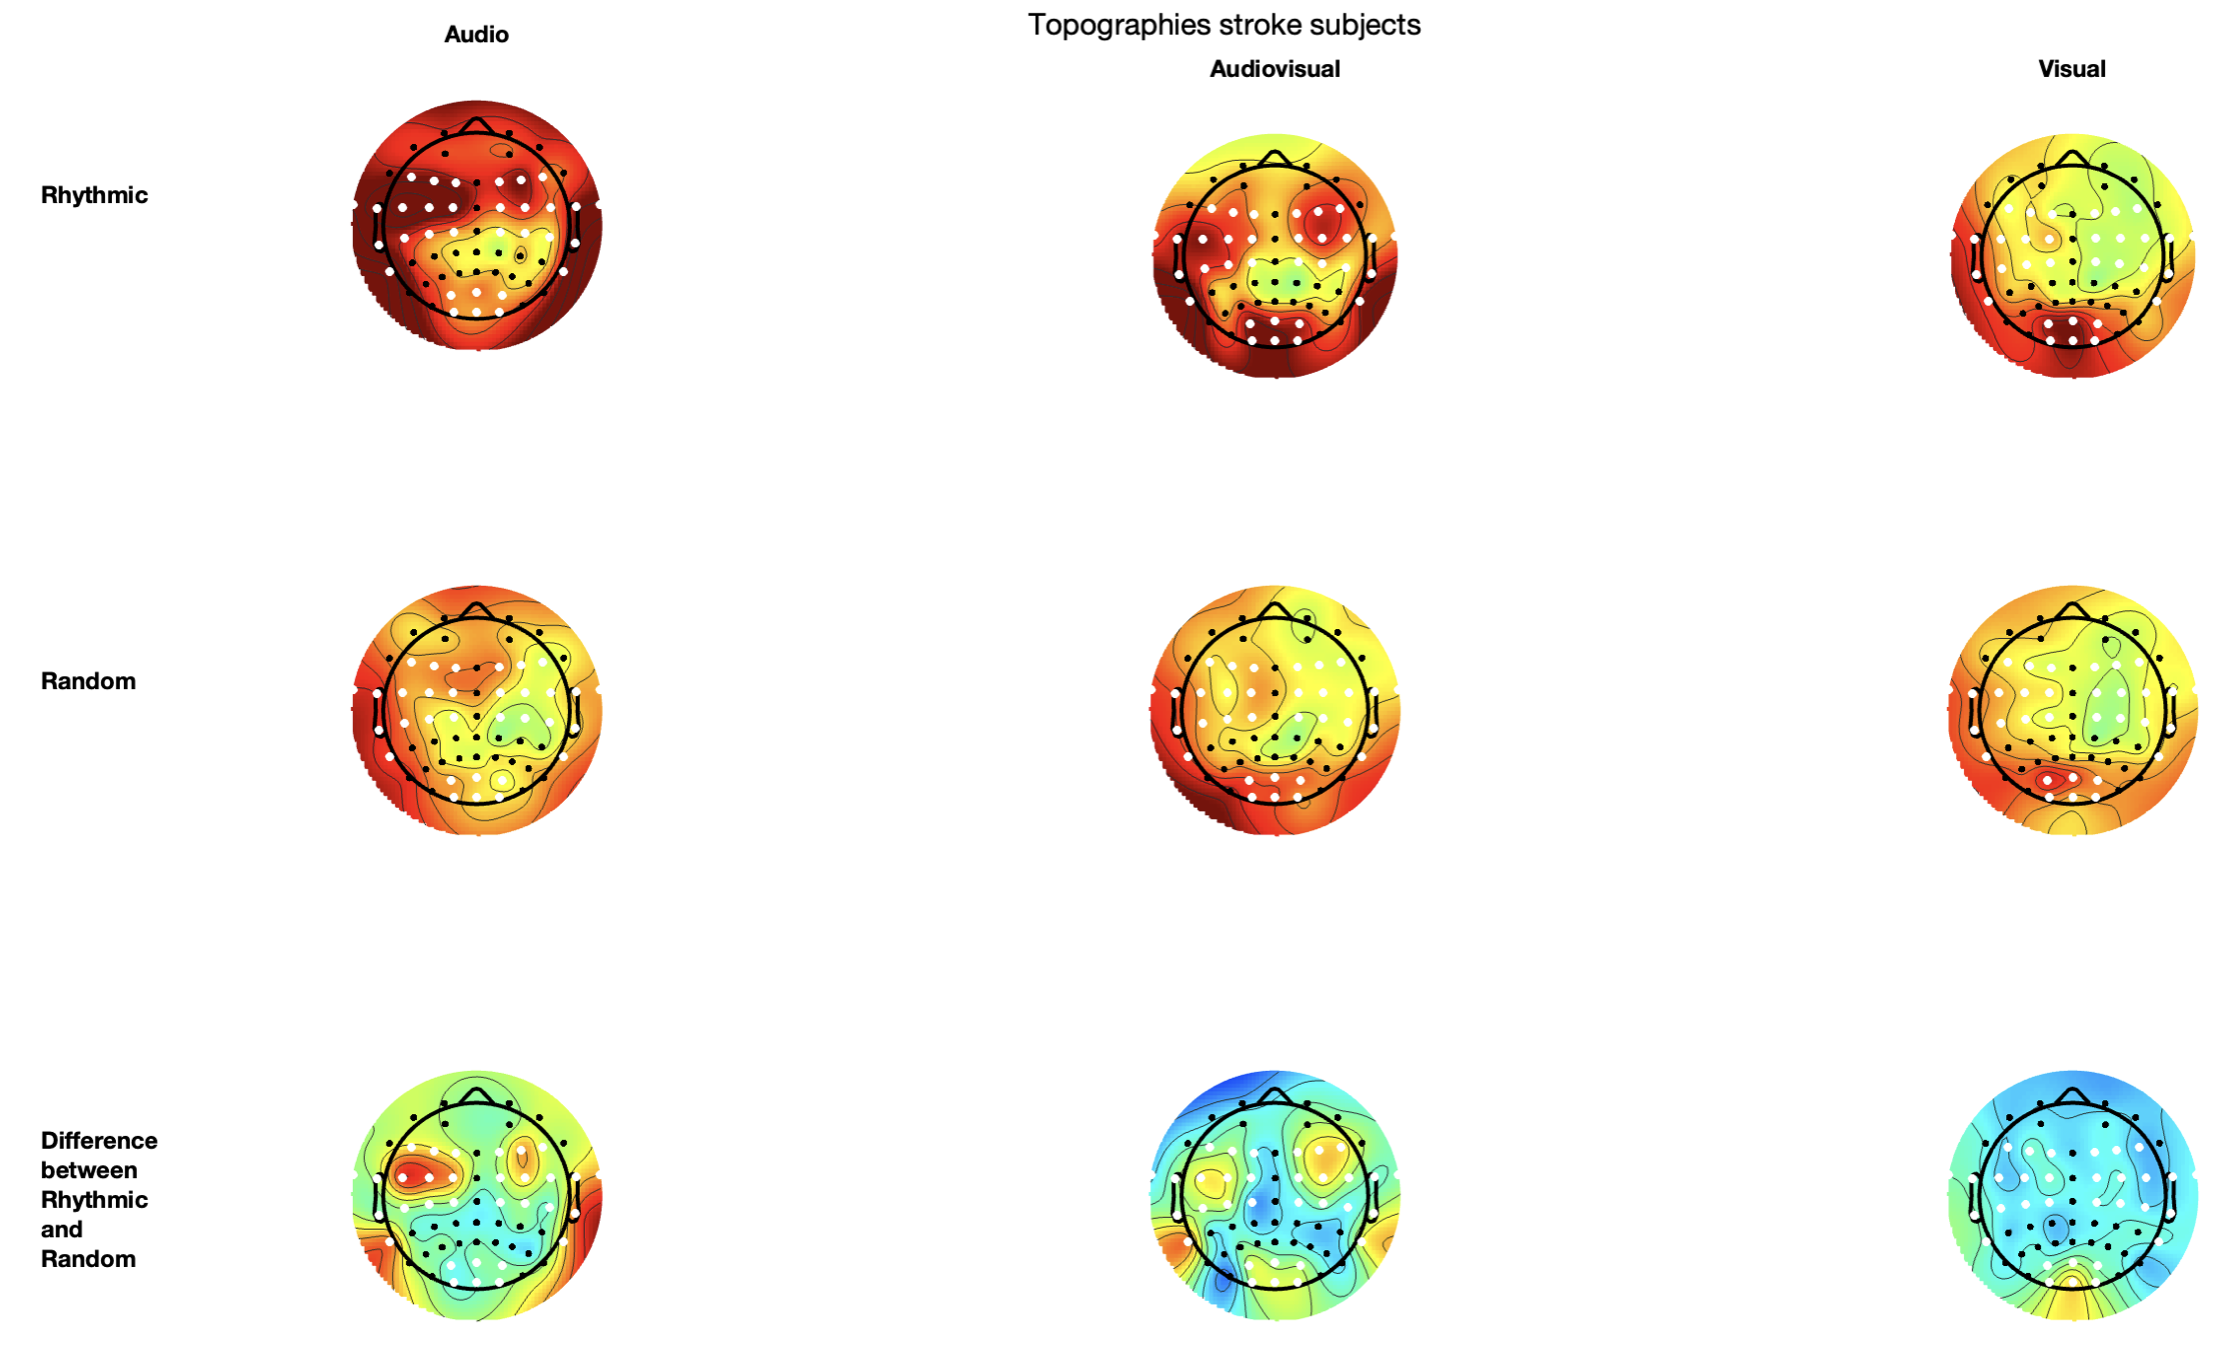 Topographies stroke subjects
Audio
Audiovisual
Visual
Rhythmic
Random
Difference
between
Rhythmic
and
Random